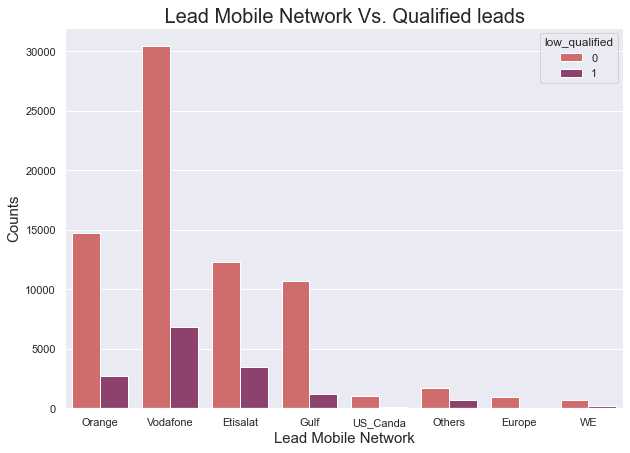 Lead Mobile Network Vs. Qualified leads
low_qualified
0
1
30000
25000
20000
15000
10000
5000
0
Counts
Orange Vodafone Etisalat Gulf US_Canda Others Europe WE
Lead Mobile Network